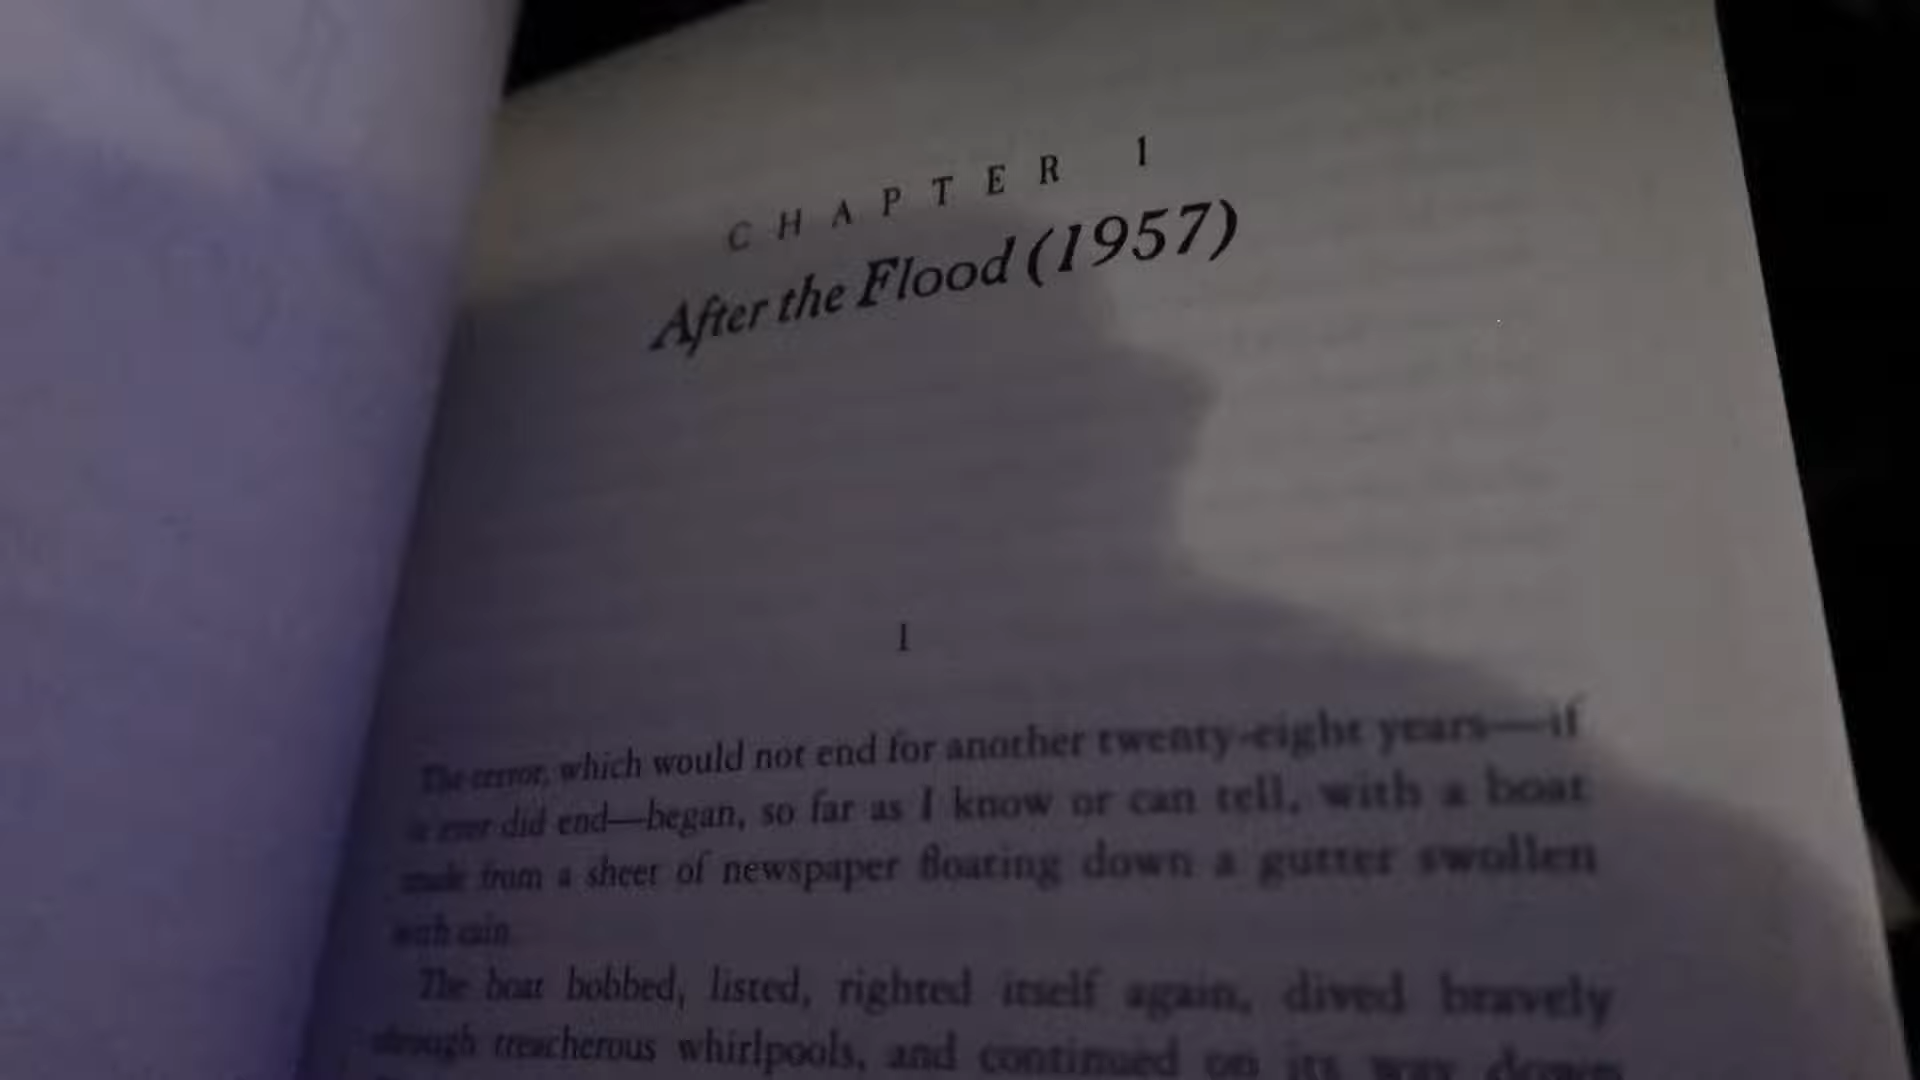 CHAPTER 1
After the Flood (1957)
1
The terror, which would not end for another twenty-eight years—if
it ever did end—began, so far as I know or can tell, with a boat
made from a sheet of newspaper floating down a gutter swollen
with rain.
The boat bobbed, listed, righted itself again, dived bravely
through treacherous whirlpools, and continued on its way down